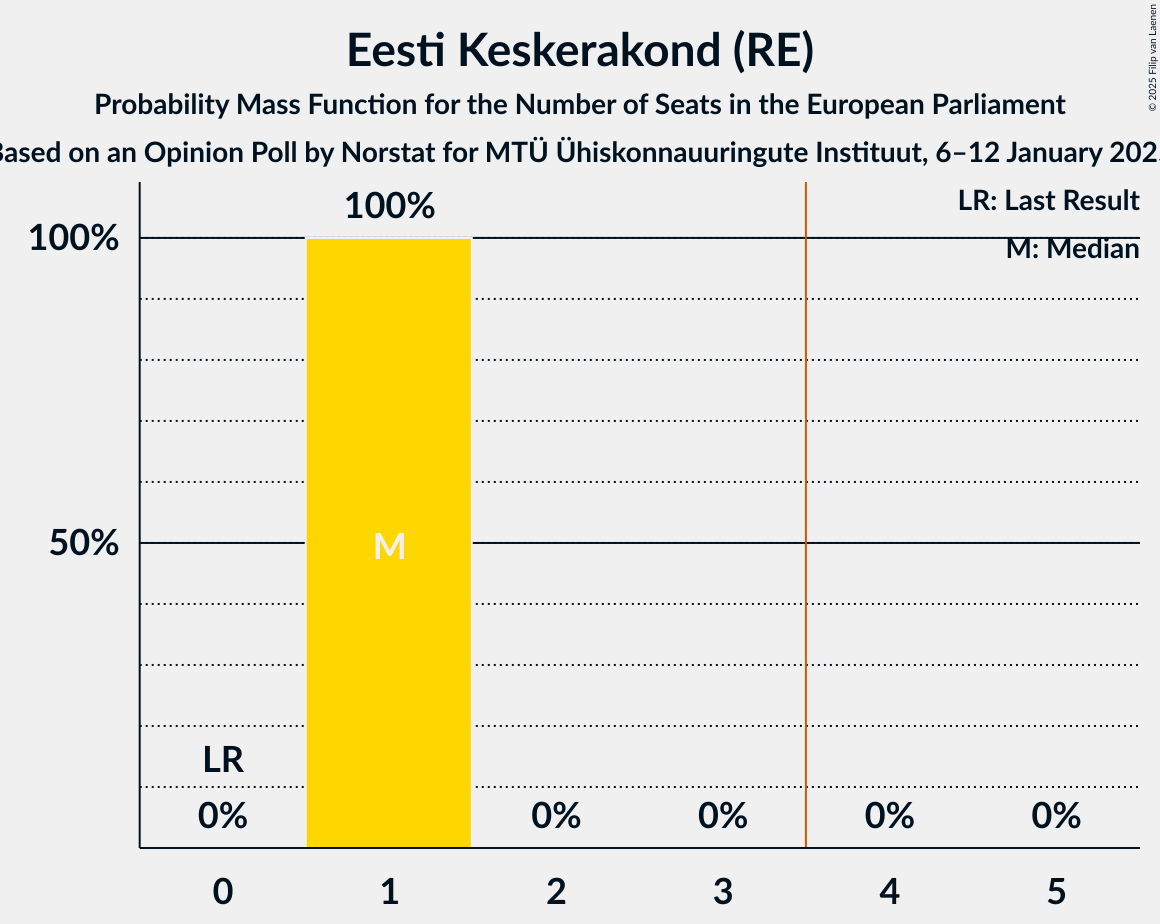 Eesti Keskerakond (RE)
Probability Mass Function for the Number of Seats in the European Parliament
Based on an Opinion Poll by Norstat for MTÜ Ühiskonnauuringute Instituut, 6–12 January 202
© 2025 Filip van Laenen
LR: Last Result
M: Median
100%
100%
50%
M
LR
0% 0% 0% 0% 0%
0 1 2 3 4 5